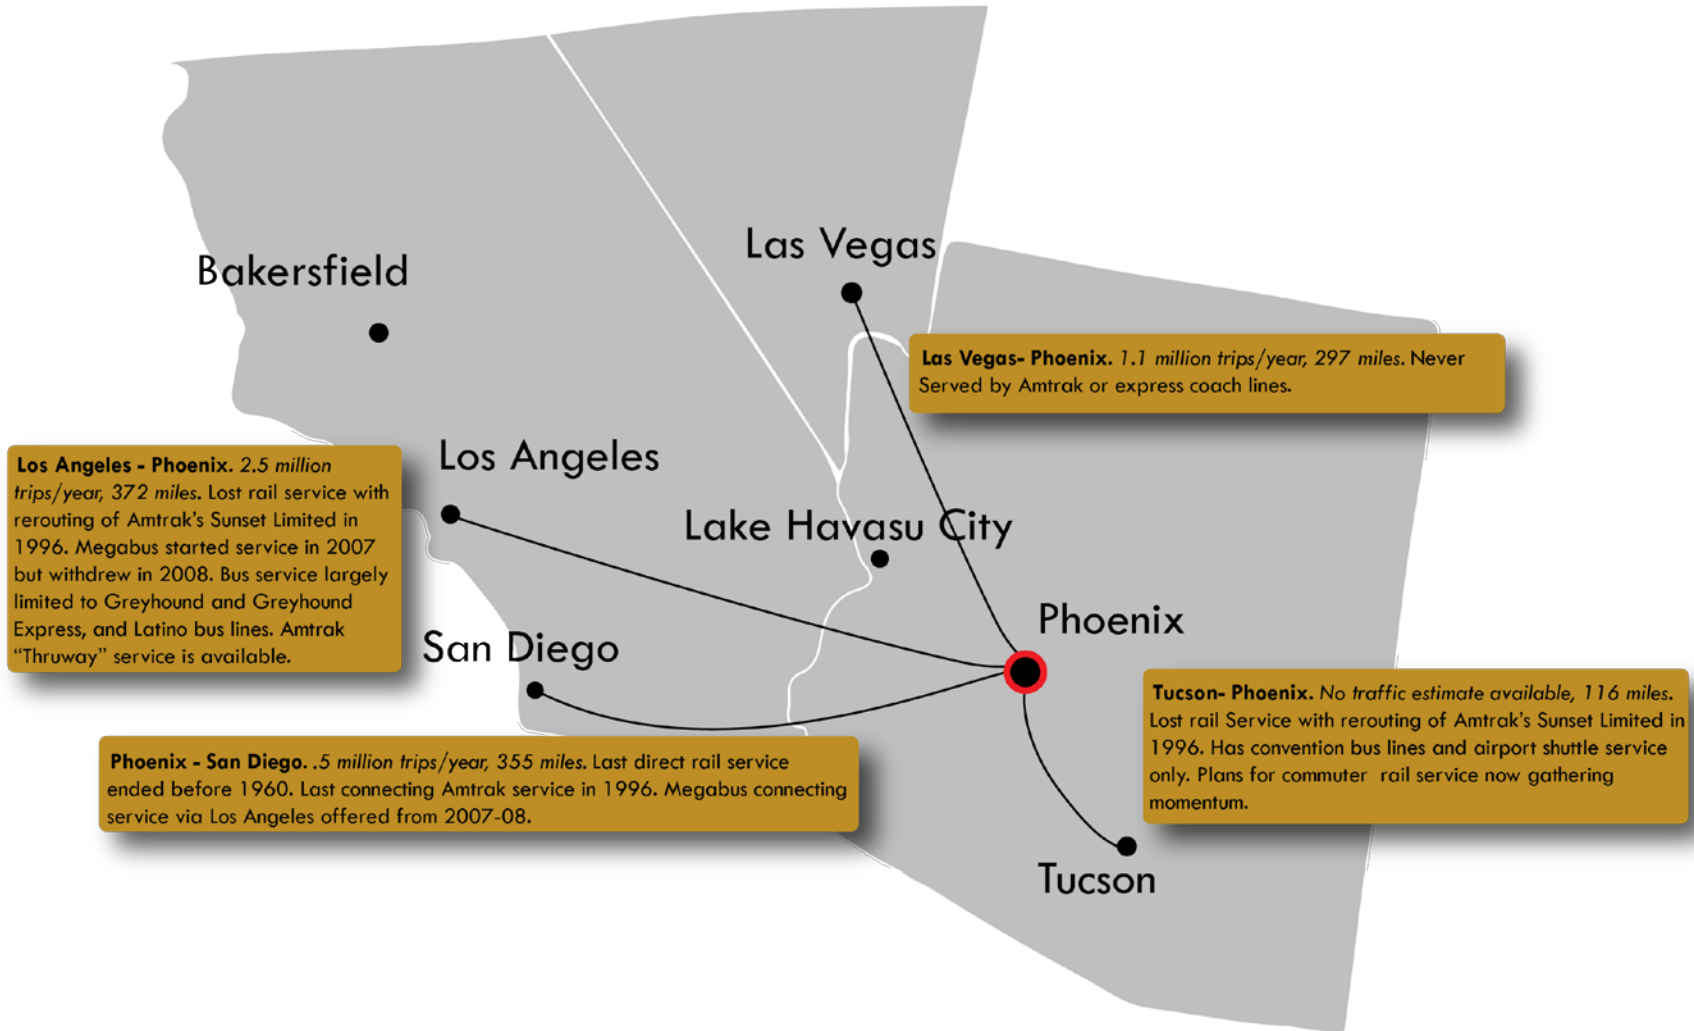 Las Vegas
Bakersfield
Las Vegas- Phoenix. 1.1 million trips/year, 297 miles. Never
Served by Amtrak or express coach lines.
Los Angeles
Los Angeles - Phoenix. 2.5 million
trips/year, 372 miles. Lost rail service with
rerouting of Amtrak's Sunset Limited in
1996. Megabus started service in 2007
but withdrew in 2008. Bus service largely
limited to Greyhound and Greyhound
Express, and Latino bus lines. Amtrak
“Thruway” service is available.
Lake Havasu City
Phoenix
San Diego
Tucson- Phoenix. No traffic estimate available, 116 miles.
Lost rail Service with rerouting of Amtrak's Sunset Limited in
1996. Has convention bus lines and airport shuttle service
only. Plans for commuter rail service now gathering
momentum.
Phoenix - San Diego. .5 million trips/year, 355 miles. Last direct rail service
ended before 1960. Last connecting Amtrak service in 1996. Megabus connecting
service via Los Angeles offered from 2007-08.
Tucson